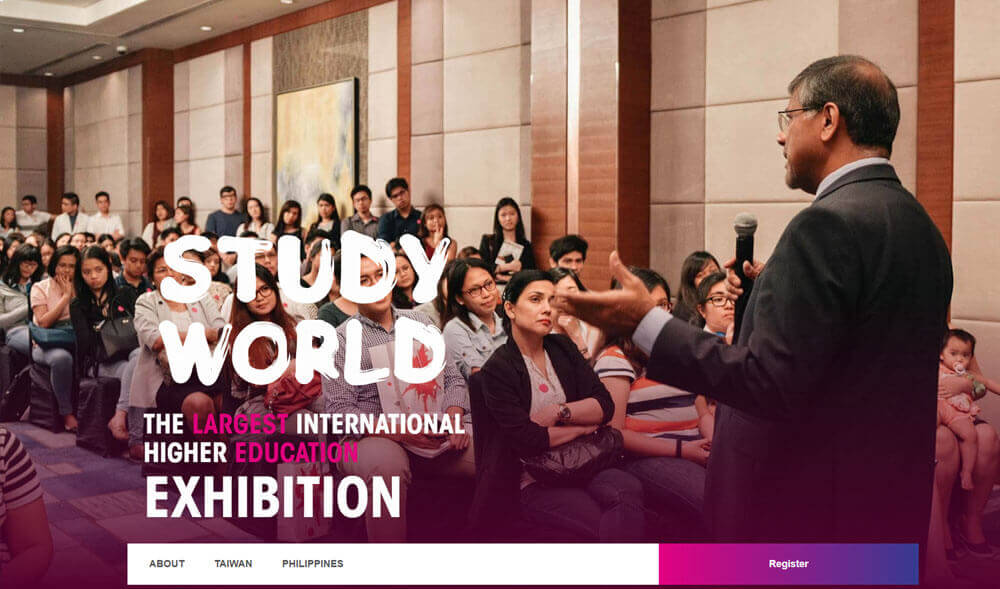 STUDY
WORLD
THE LARGEST INTERNATIONAL
HIGHER EDUCATION
EXHIBITION
ABOUT TAIWAN PHILIPPINES Register